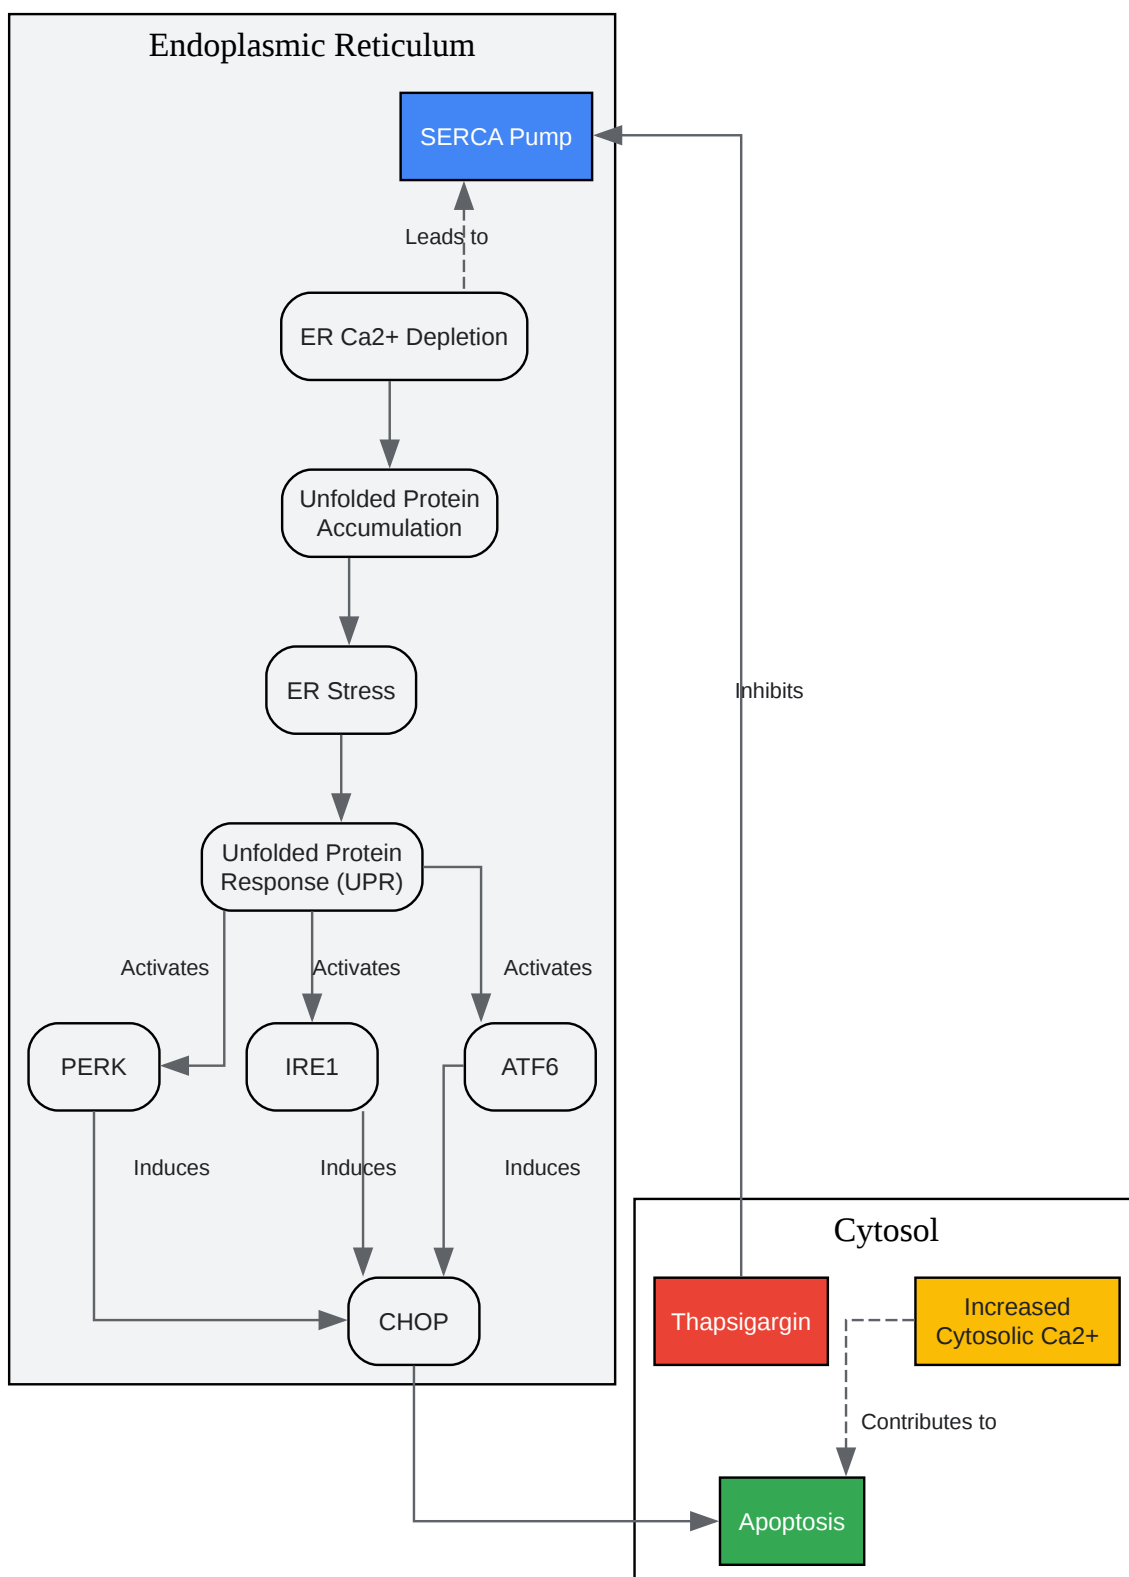 Endoplasmic Reticulum
SERCA Pump
Leads to
ER Ca2+ Depletion
Unfolded Protein
Accumulation
ER Stress
Inhibits
Unfolded Protein
Response (UPR)
Activates
Activates
Activates
PERK
IRE1
ATF6
Induces
Induces
Induces
Cytosol
CHOP
Thapsigargin
Increased
Cytosolic Ca2+
Contributes to
Apoptosis